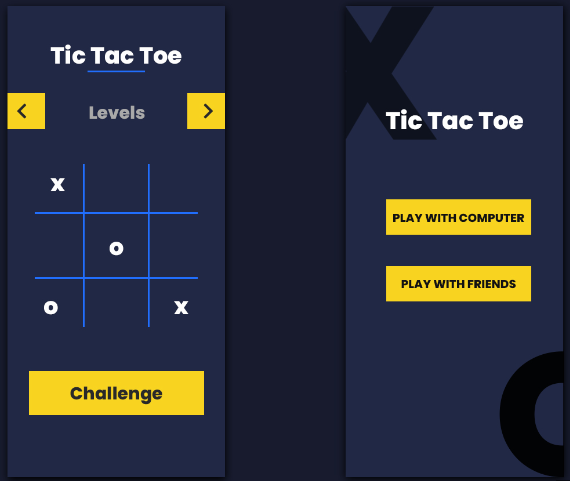 Tic Tac Toe
Levels
x
o
o x
Challenge
X
Tic Tac Toe
PLAY WITH COMPUTER
PLAY WITH FRIENDS
O